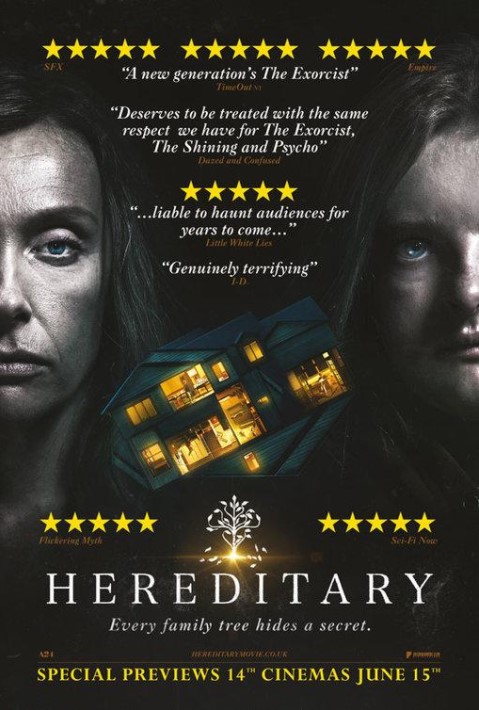 SFX
Empire
“A new generation’s The Exorcist”
TimeOut NY
“Deserves to be treated with the same
respect we have for The Exorcist,
The Shining and Psycho”
Dazed and Confused
“...liable to haunt audiences for
years to come...”
Little White Lies
“Genuinely terrifying”
I-D
Flickering Myth
Sci-Fi Now
HEREDITARY
Every family tree hides a secret.
A24
HEREDITARYMOVIE.CO.UK
SPECIAL PREVIEWS 14TH CINEMAS JUNE 15TH